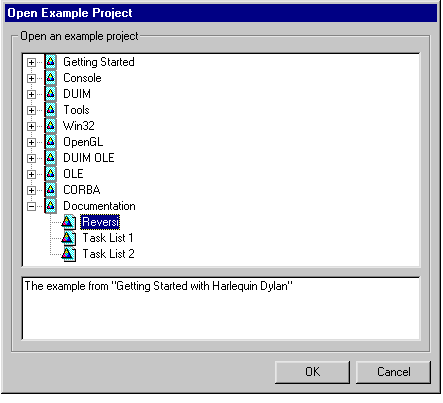 Open Example Project
Open an example project
Getting Started
Console
DUIM
Tools
Win32
OpenGL
DUIM OLE
OLE
CORBA
Documentation
Reversi
Task List 1
Task List 2
The example from "Getting Started with Harlequin Dylan"
OK
Cancel